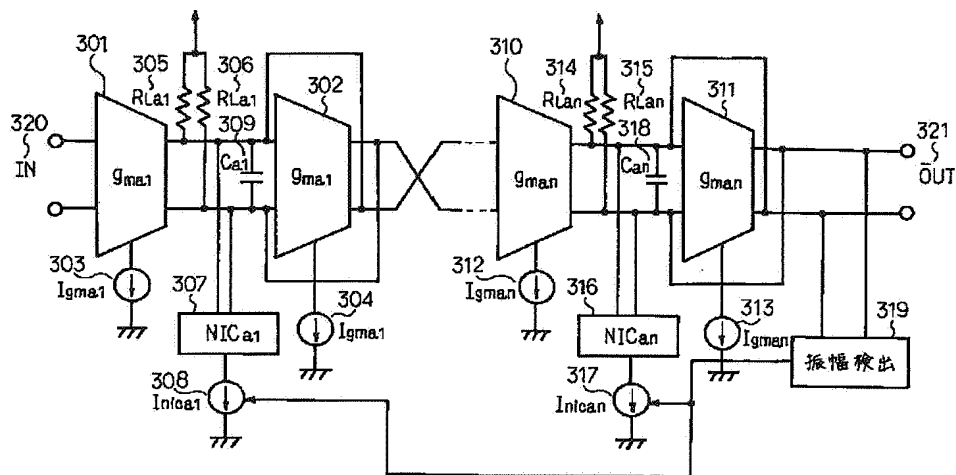 301
305
306
RLa1
RLa1
302
309
Ca1
320
IN
gma1
gma1
303
Igma1
307
NICa1
304
Igma1
308
Inica1
310
314
315
RLan
RLan
311
318
Can
321
OUT
gman
gman
312
Igman
316
NICan
313
Igman
319
振幅検出
317
Inican